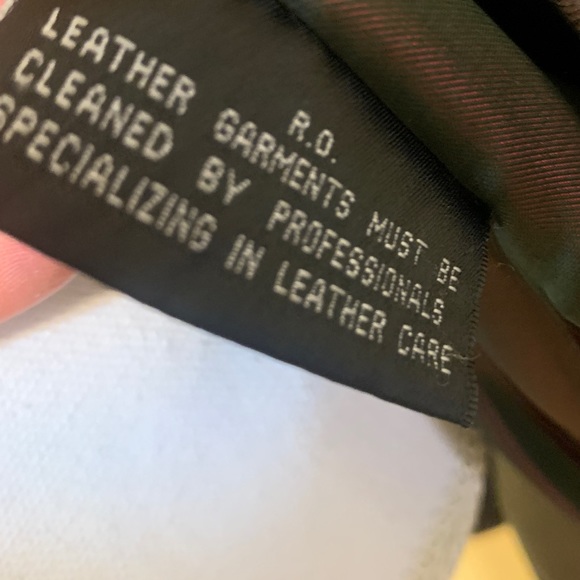 R.O.
LEATHER GARMENTS MUST BE
CLEANED BY PROFESSIONALS
SPECIALIZING IN LEATHER CARE